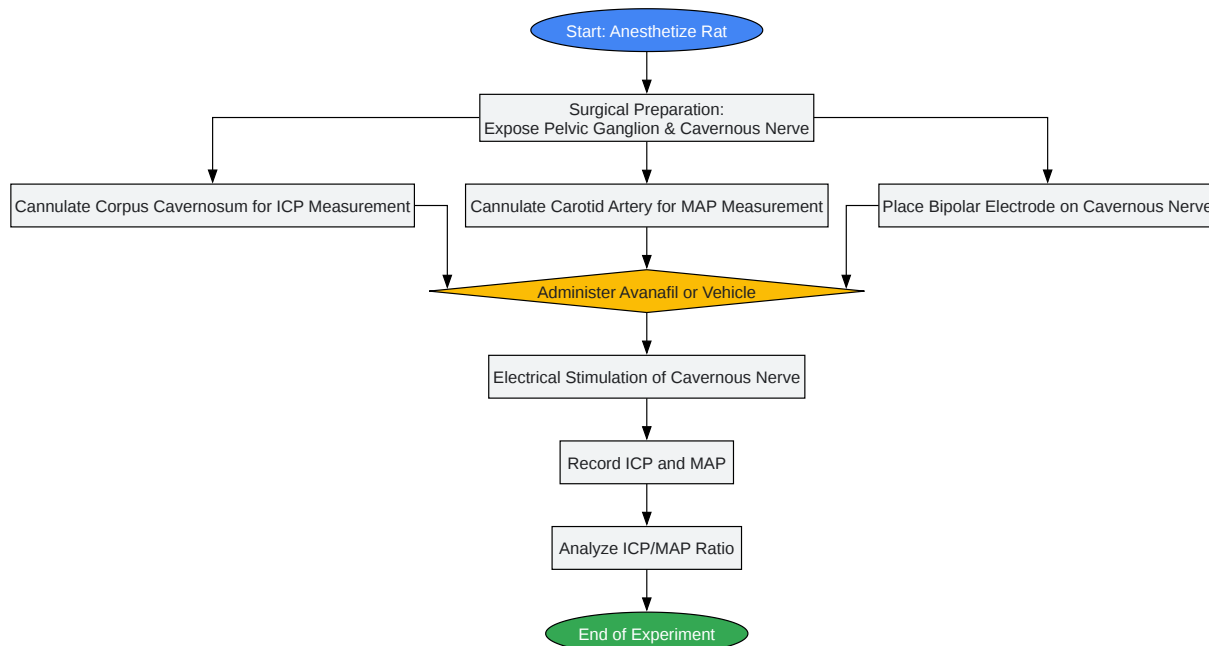 Start: Anesthetize Rat
Surgical Preparation:
Expose Pelvic Ganglion & Cavernous Nerve
Cannulate Corpus Cavernosum for ICP Measurement
Cannulate Carotid Artery for MAP Measurement
Place Bipolar Electrode on Cavernous Nerve
Administer Avanafil or Vehicle
Electrical Stimulation of Cavernous Nerve
Record ICP and MAP
Analyze ICP/MAP Ratio
End of Experiment